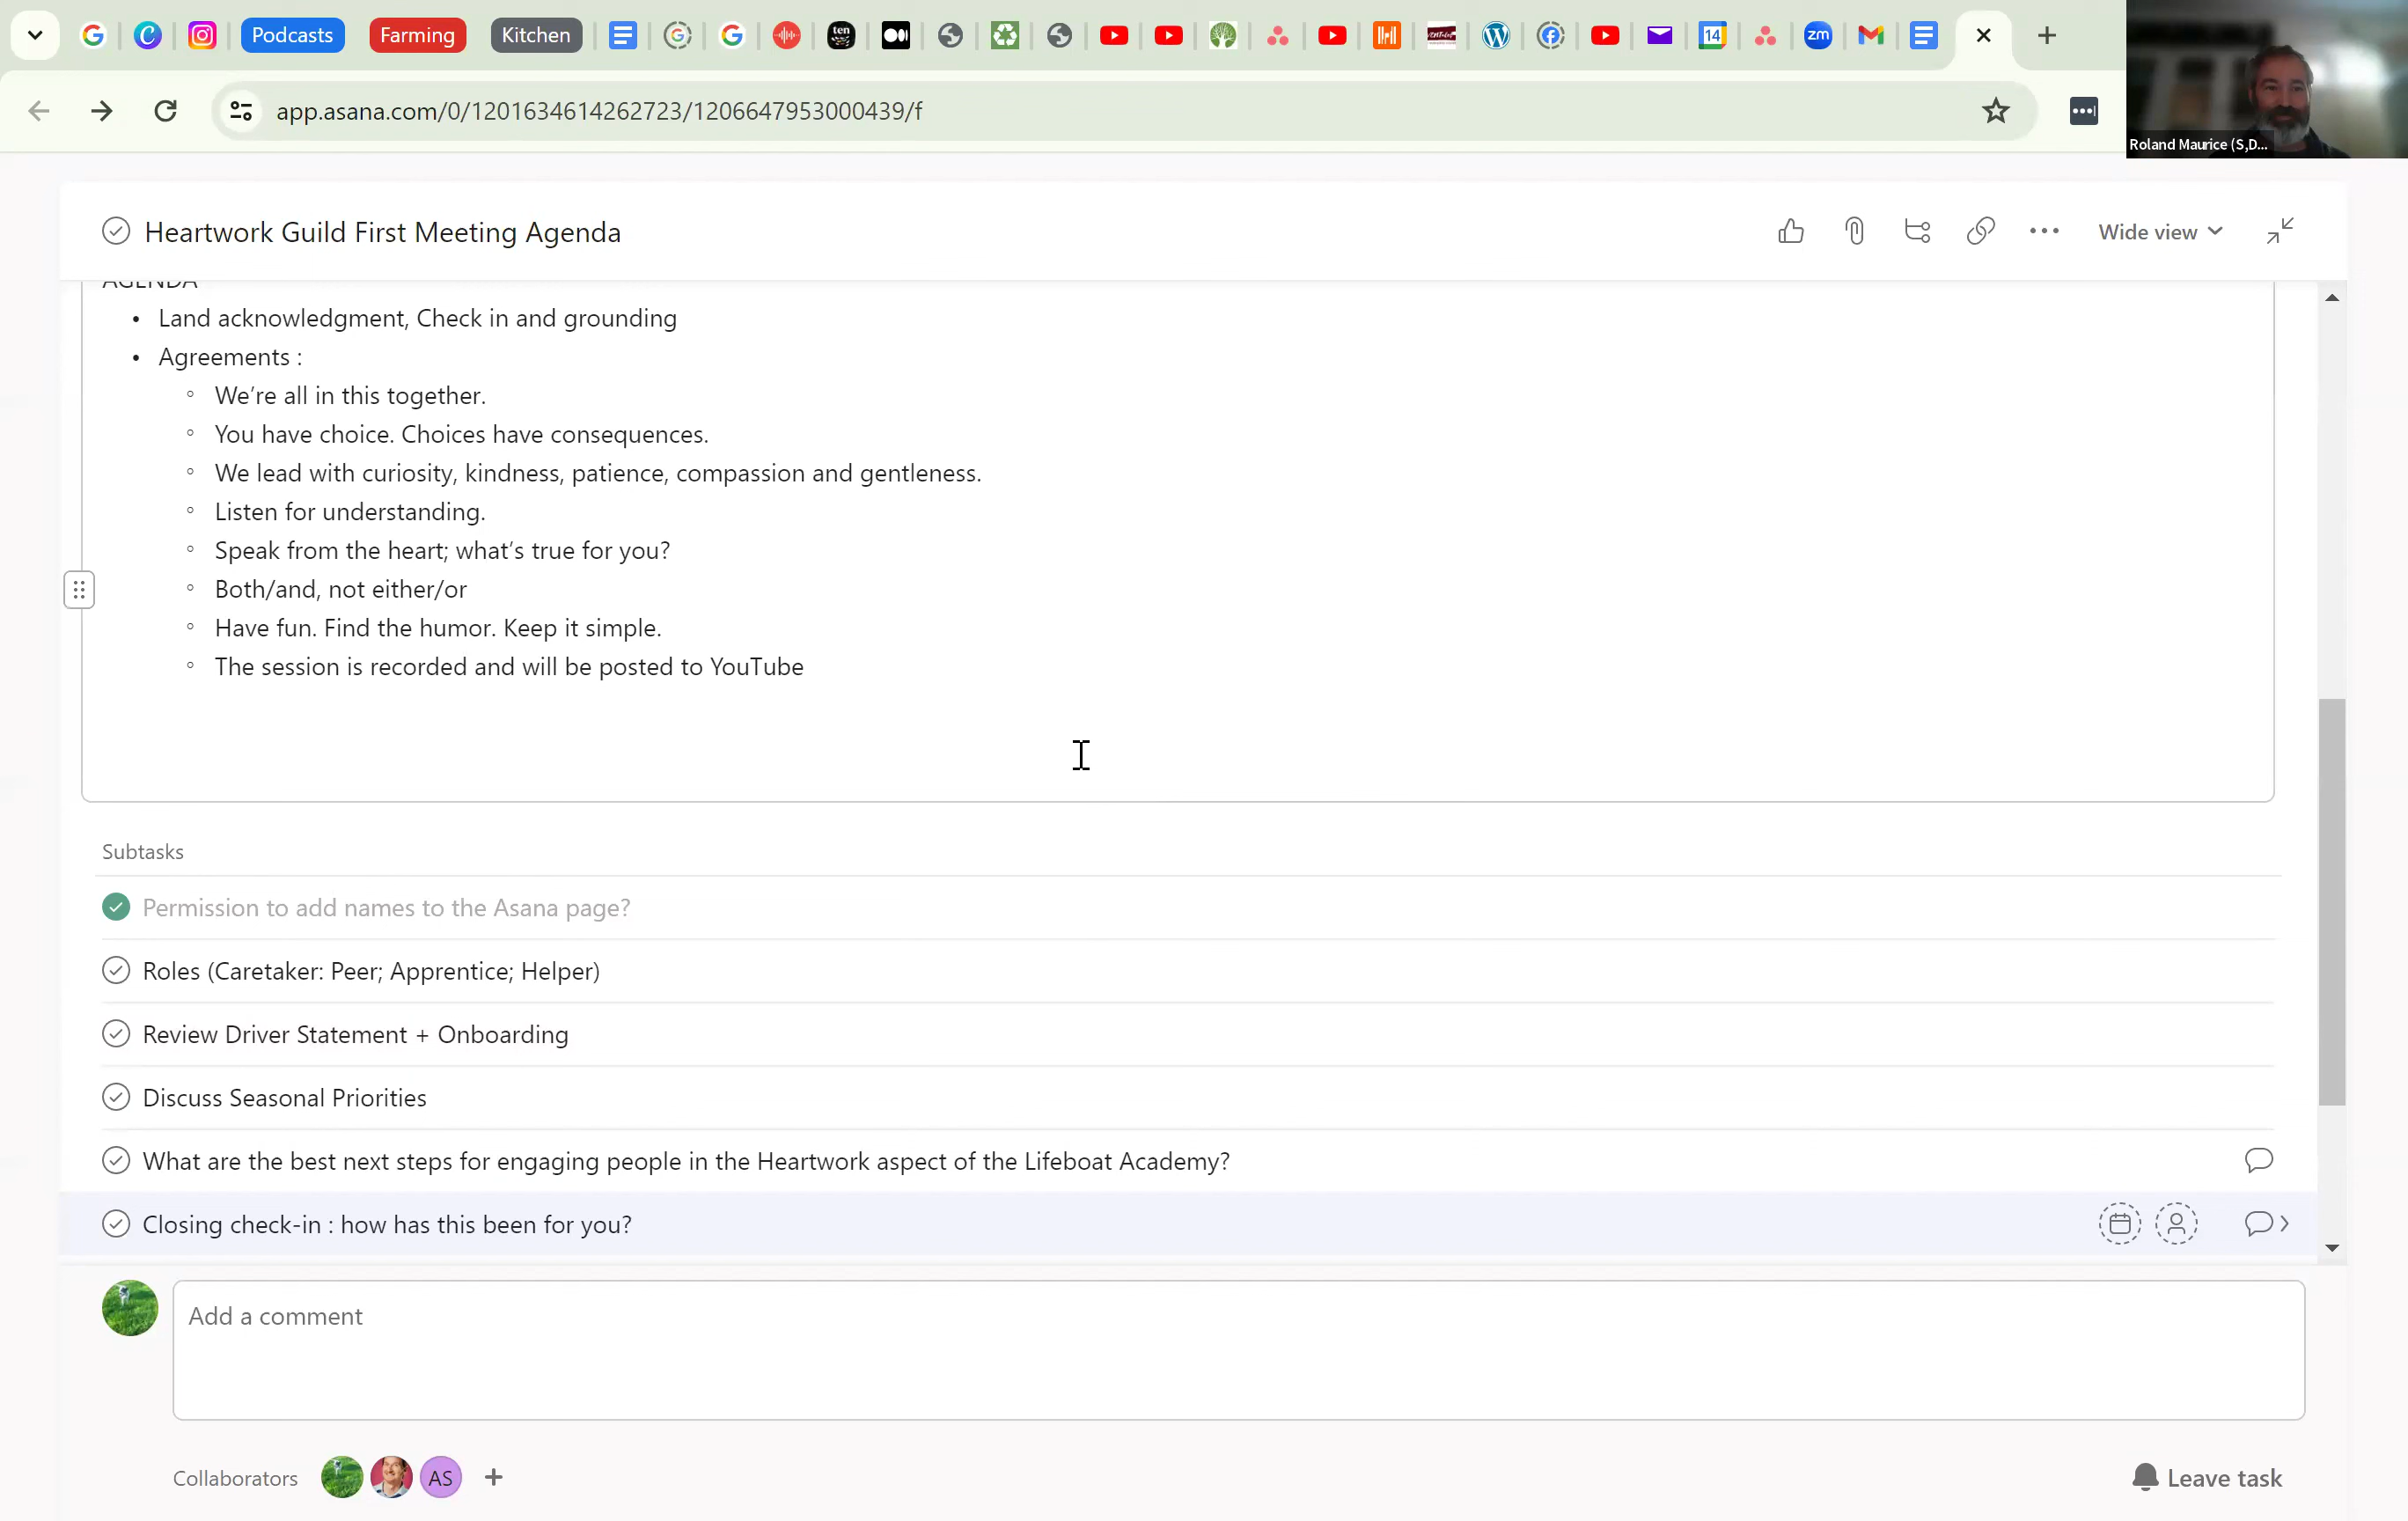 Podcasts
Farming
Kitchen
ten
14
zm
app.asana.com/0/1201634614262723/1206647953000439/f
Roland Maurice (S,D...
Heartwork Guild First Meeting Agenda
Wide view
AGENDA
• Land acknowledgment, Check in and grounding
• Agreements :
◦ We’re all in this together.
◦ You have choice. Choices have consequences.
◦ We lead with curiosity, kindness, patience, compassion and gentleness.
◦ Listen for understanding.
◦ Speak from the heart; what’s true for you?
◦ Both/and, not either/or
◦ Have fun. Find the humor. Keep it simple.
◦ The session is recorded and will be posted to YouTube
Subtasks
Permission to add names to the Asana page?
Roles (Caretaker: Peer; Apprentice; Helper)
Review Driver Statement + Onboarding
Discuss Seasonal Priorities
What are the best next steps for engaging people in the Heartwork aspect of the Lifeboat Academy?
Closing check-in : how has this been for you?
Add a comment
Collaborators
AS
Leave task